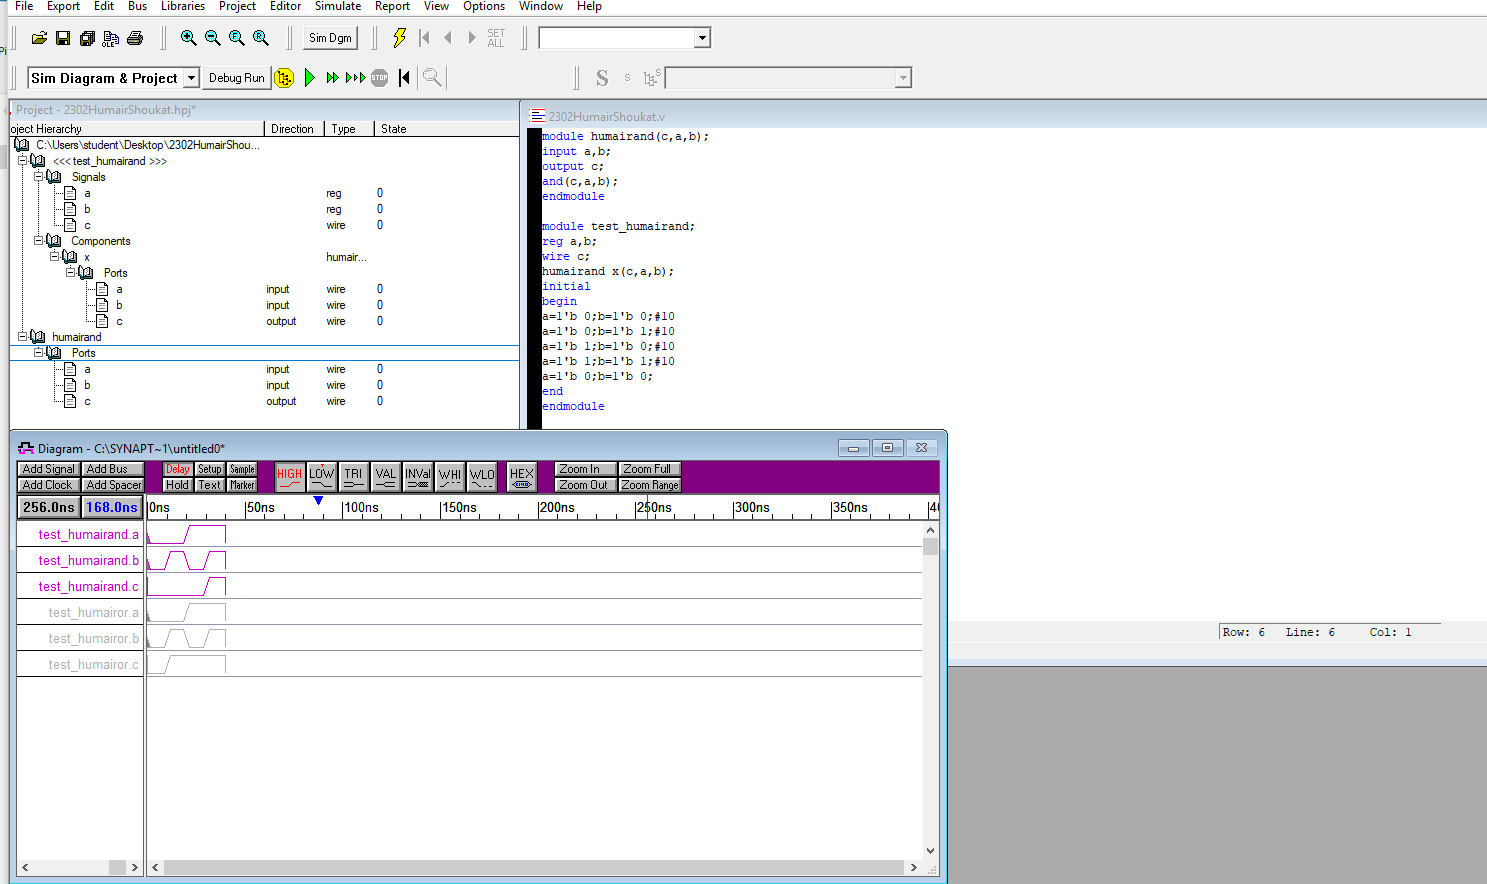 File Export Edit Bus Libraries Project Editor Simulate Report View Options Window Help
Sim Dgm
SET ALL
Sim Diagram & Project Debug Run STOP S s S
Project - 2302HumairShoukat.hpj*
oject Hierarchy Direction Type State
C:\Users\student\Desktop\2302HumairShou...
<<< test_humairand >>>
Signals
a reg 0
b reg 0
c wire 0
Components
x humair...
Ports
a input wire 0
b input wire 0
c output wire 0
humairand
Ports
a input wire 0
b input wire 0
c output wire 0
2302HumairShoukat.v
module humairand(c,a,b);
input a,b;
output c;
and(c,a,b);
endmodule
module test_humairand;
reg a,b;
wire c;
humairand x(c,a,b);
initial
begin
a=1'b 0;b=1'b 0;#10
a=1'b 0;b=1'b 1;#10
a=1'b 1;b=1'b 0;#10
a=1'b 1;b=1'b 1;#10
a=1'b 0;b=1'b 0;
end
endmodule
Row: 6 Line: 6 Col: 1
Diagram - C:\SYNAPT~1\untitled0*
Add Signal Add Bus Delay Setup Sample HIGH LOW TRI VAL INVal WHI WLO HEX Zoom In Zoom Full
Add Clock Add Spacer Hold Text Marker Zoom Out Zoom Range
256.0ns 168.0ns 0ns 50ns 100ns 150ns 200ns 250ns 300ns 350ns 40
test_humairand.a
test_humairand.b
test_humairand.c
test_humairor.a
test_humairor.b
test_humairor.c